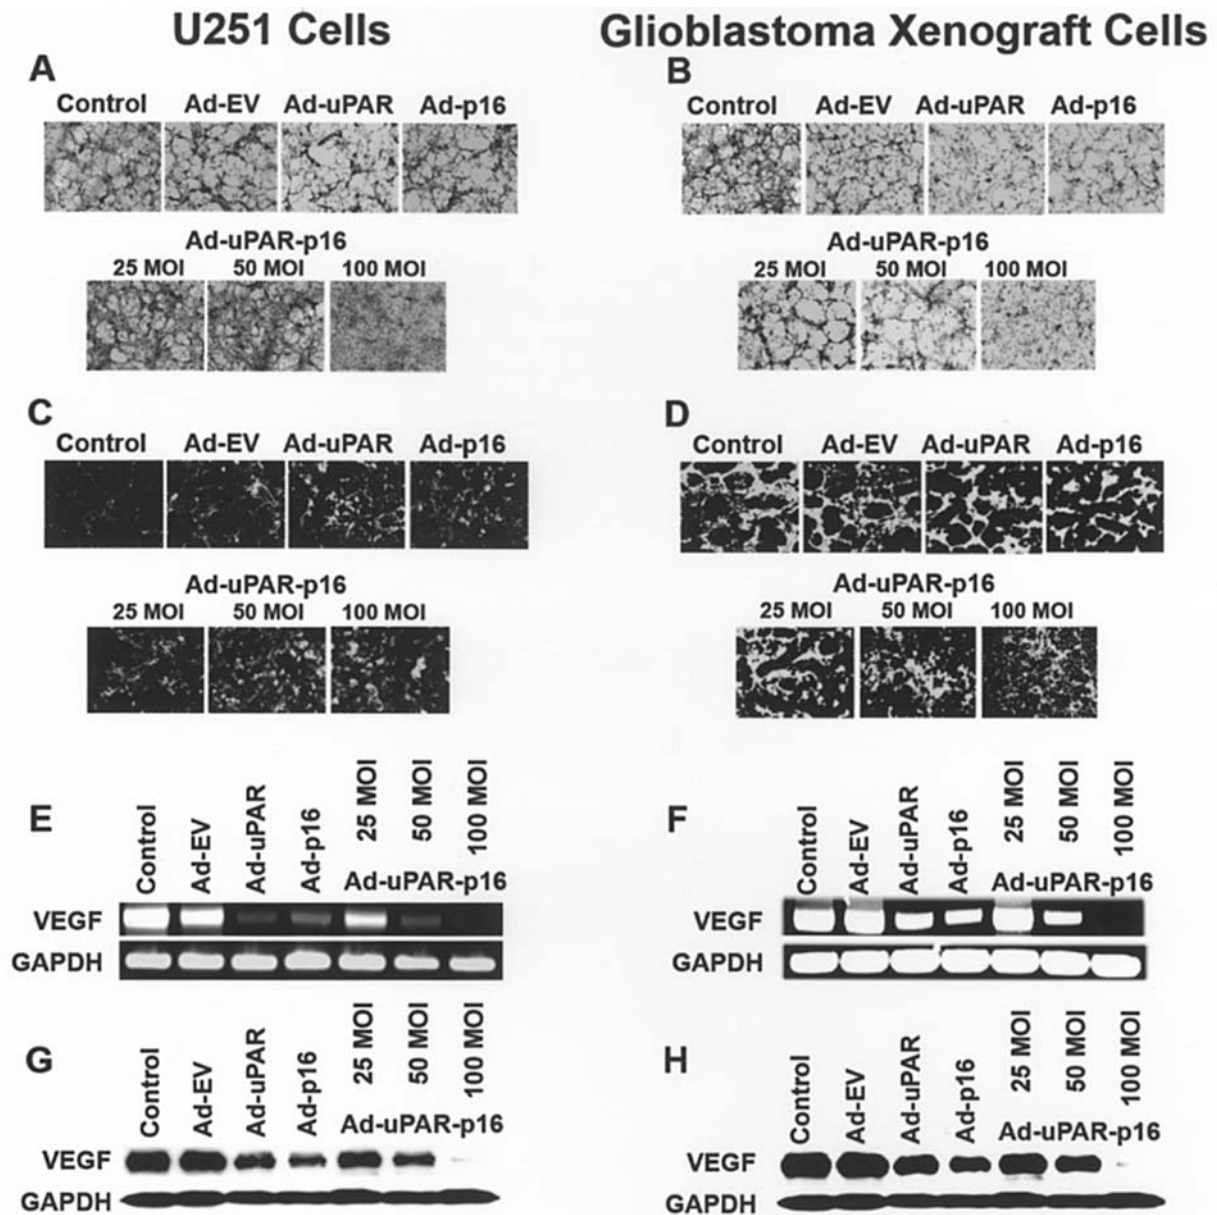 U251 Cells
Glioblastoma Xenograft Cells
A
Control Ad-EV Ad-uPAR Ad-p16
Ad-uPAR-p16
25 MOI 50 MOI 100 MOI
B
Control Ad-EV Ad-uPAR Ad-p16
Ad-uPAR-p16
25 MOI 50 MOI 100 MOI
C
Control Ad-EV Ad-uPAR Ad-p16
Ad-uPAR-p16
25 MOI 50 MOI 100 MOI
D
Control Ad-EV Ad-uPAR Ad-p16
Ad-uPAR-p16
25 MOI 50 MOI 100 MOI
E
Control Ad-EV Ad-uPAR Ad-p16 25 MOI 50 MOI 100 MOI
Ad-uPAR-p16
VEGF
GAPDH
F
Control Ad-EV Ad-uPAR Ad-p16 25 MOI 50 MOI 100 MOI
Ad-uPAR-p16
VEGF
GAPDH
G
Control Ad-EV Ad-uPAR Ad-p16 25 MOI 50 MOI 100 MOI
Ad-uPAR-p16
VEGF
GAPDH
H
Control Ad-EV Ad-uPAR Ad-p16 25 MOI 50 MOI 100 MOI
Ad-uPAR-p16
VEGF
GAPDH